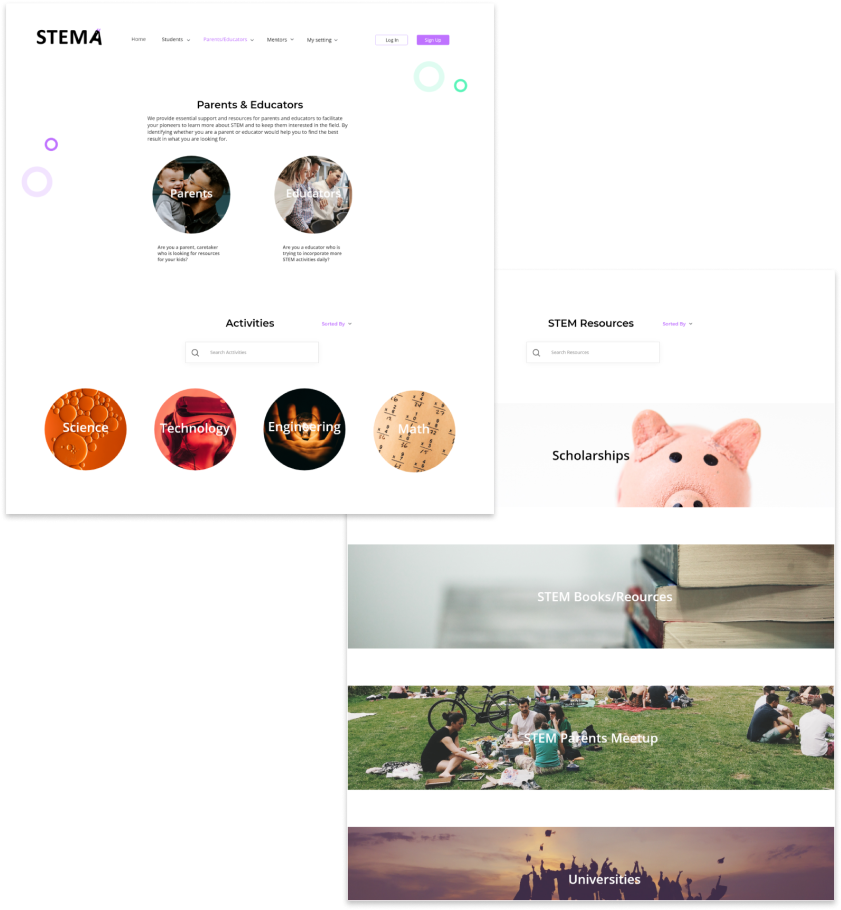 STEMA
Home Students Parents/Educators Mentors My setting Log In Sign Up
Parents & Educators
We provide essential support and resources for parents and educators to facilitate
your pioneers to learn more about STEM and to keep them interested in the field. By
identifying whether you are a parent or educator would help you to find the best
result in what you are looking for.
Parents Educators
Are you a parent, caretaker
who is looking for resources
for your kids?
Are you a educator who is
trying to incorporate more
STEM activities daily?
Activities Sorted By
Search Activities
Science Technology Engineering Math
STEM Resources Sorted By
Search Resources
Scholarships
STEM Books/Reources
STEM Parents Meetup
Universities